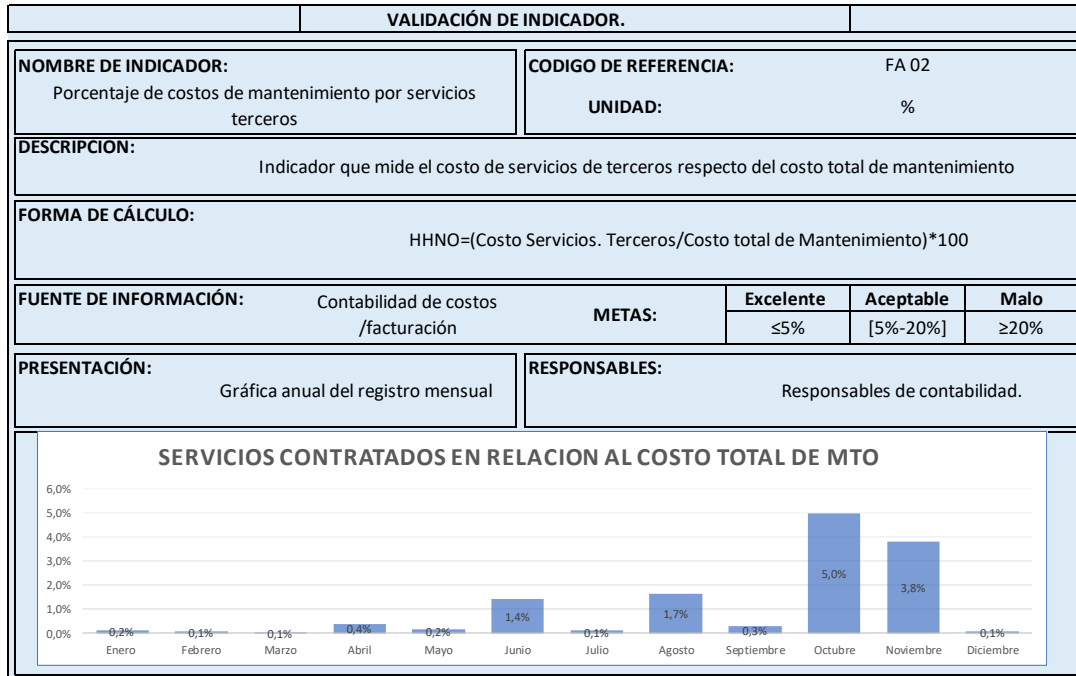 VALIDACIÓN DE INDICADOR.
NOMBRE DE INDICADOR:
Porcentaje de costos de mantenimiento por servicios
terceros
CODIGO DE REFERENCIA: FA 02
UNIDAD: %
DESCRIPCION:
Indicador que mide el costo de servicios de terceros respecto del costo total de mantenimiento
FORMA DE CÁLCULO:
HHNO=(Costo Servicios. Terceros/Costo total de Mantenimiento)*100
FUENTE DE INFORMACIÓN:
Contabilidad de costos
/facturación
METAS:
Excelente Aceptable Malo
≤5% [5%-20%] ≥20%
PRESENTACIÓN:
Gráfica anual del registro mensual
RESPONSABLES:
Responsables de contabilidad.
SERVICIOS CONTRATADOS EN RELACION AL COSTO TOTAL DE MTO
6,0%
5,0%
4,0%
3,0%
2,0%
1,0%
0,0%
0,2% 0,1% 0,1% 0,4% 0,2% 1,4% 0,1% 1,7% 0,3% 5,0% 3,8% 0,1%
Enero Febrero Marzo Abril Mayo Junio Julio Agosto Septiembre Octubre Noviembre Diciembre